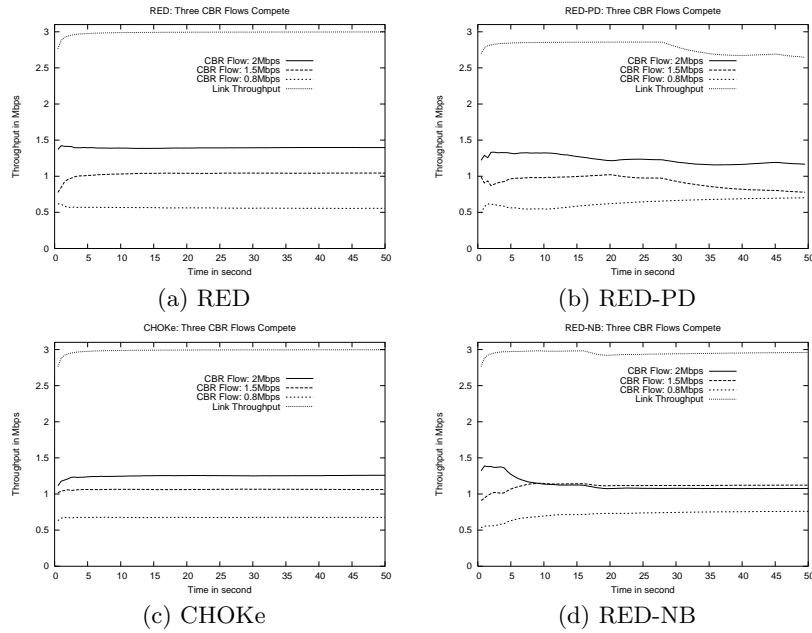 RED: Three CBR Flows Compete
3
2.5
2
1.5
1
0.5
0
Throughput in Mbps
CBR Flow: 2Mbps
CBR Flow: 1.5Mbps
CBR Flow: 0.8Mbps
Link Throughput
0 5 10 15 20 25 30 35 40 45 50
Time in second
(a) RED
RED-PD: Three CBR Flows Compete
3
2.5
2
1.5
1
0.5
0
Throughput in Mbps
CBR Flow: 2Mbps
CBR Flow: 1.5Mbps
CBR Flow: 0.8Mbps
Link Throughput
0 5 10 15 20 25 30 35 40 45 50
Time in second
(b) RED-PD
CHOKe: Three CBR Flows Compete
3
2.5
2
1.5
1
0.5
0
Throughput in Mbps
CBR Flow: 2Mbps
CBR Flow: 1.5Mbps
CBR Flow: 0.8Mbps
Link Throughput
0 5 10 15 20 25 30 35 40 45 50
Time in second
(c) CHOKe
RED-NB: Three CBR Flows Compete
3
2.5
2
1.5
1
0.5
0
Throughput in Mbps
CBR Flow: 2Mbps
CBR Flow: 1.5Mbps
CBR Flow: 0.8Mbps
Link Throughput
0 5 10 15 20 25 30 35 40 45 50
Time in second
(d) RED-NB